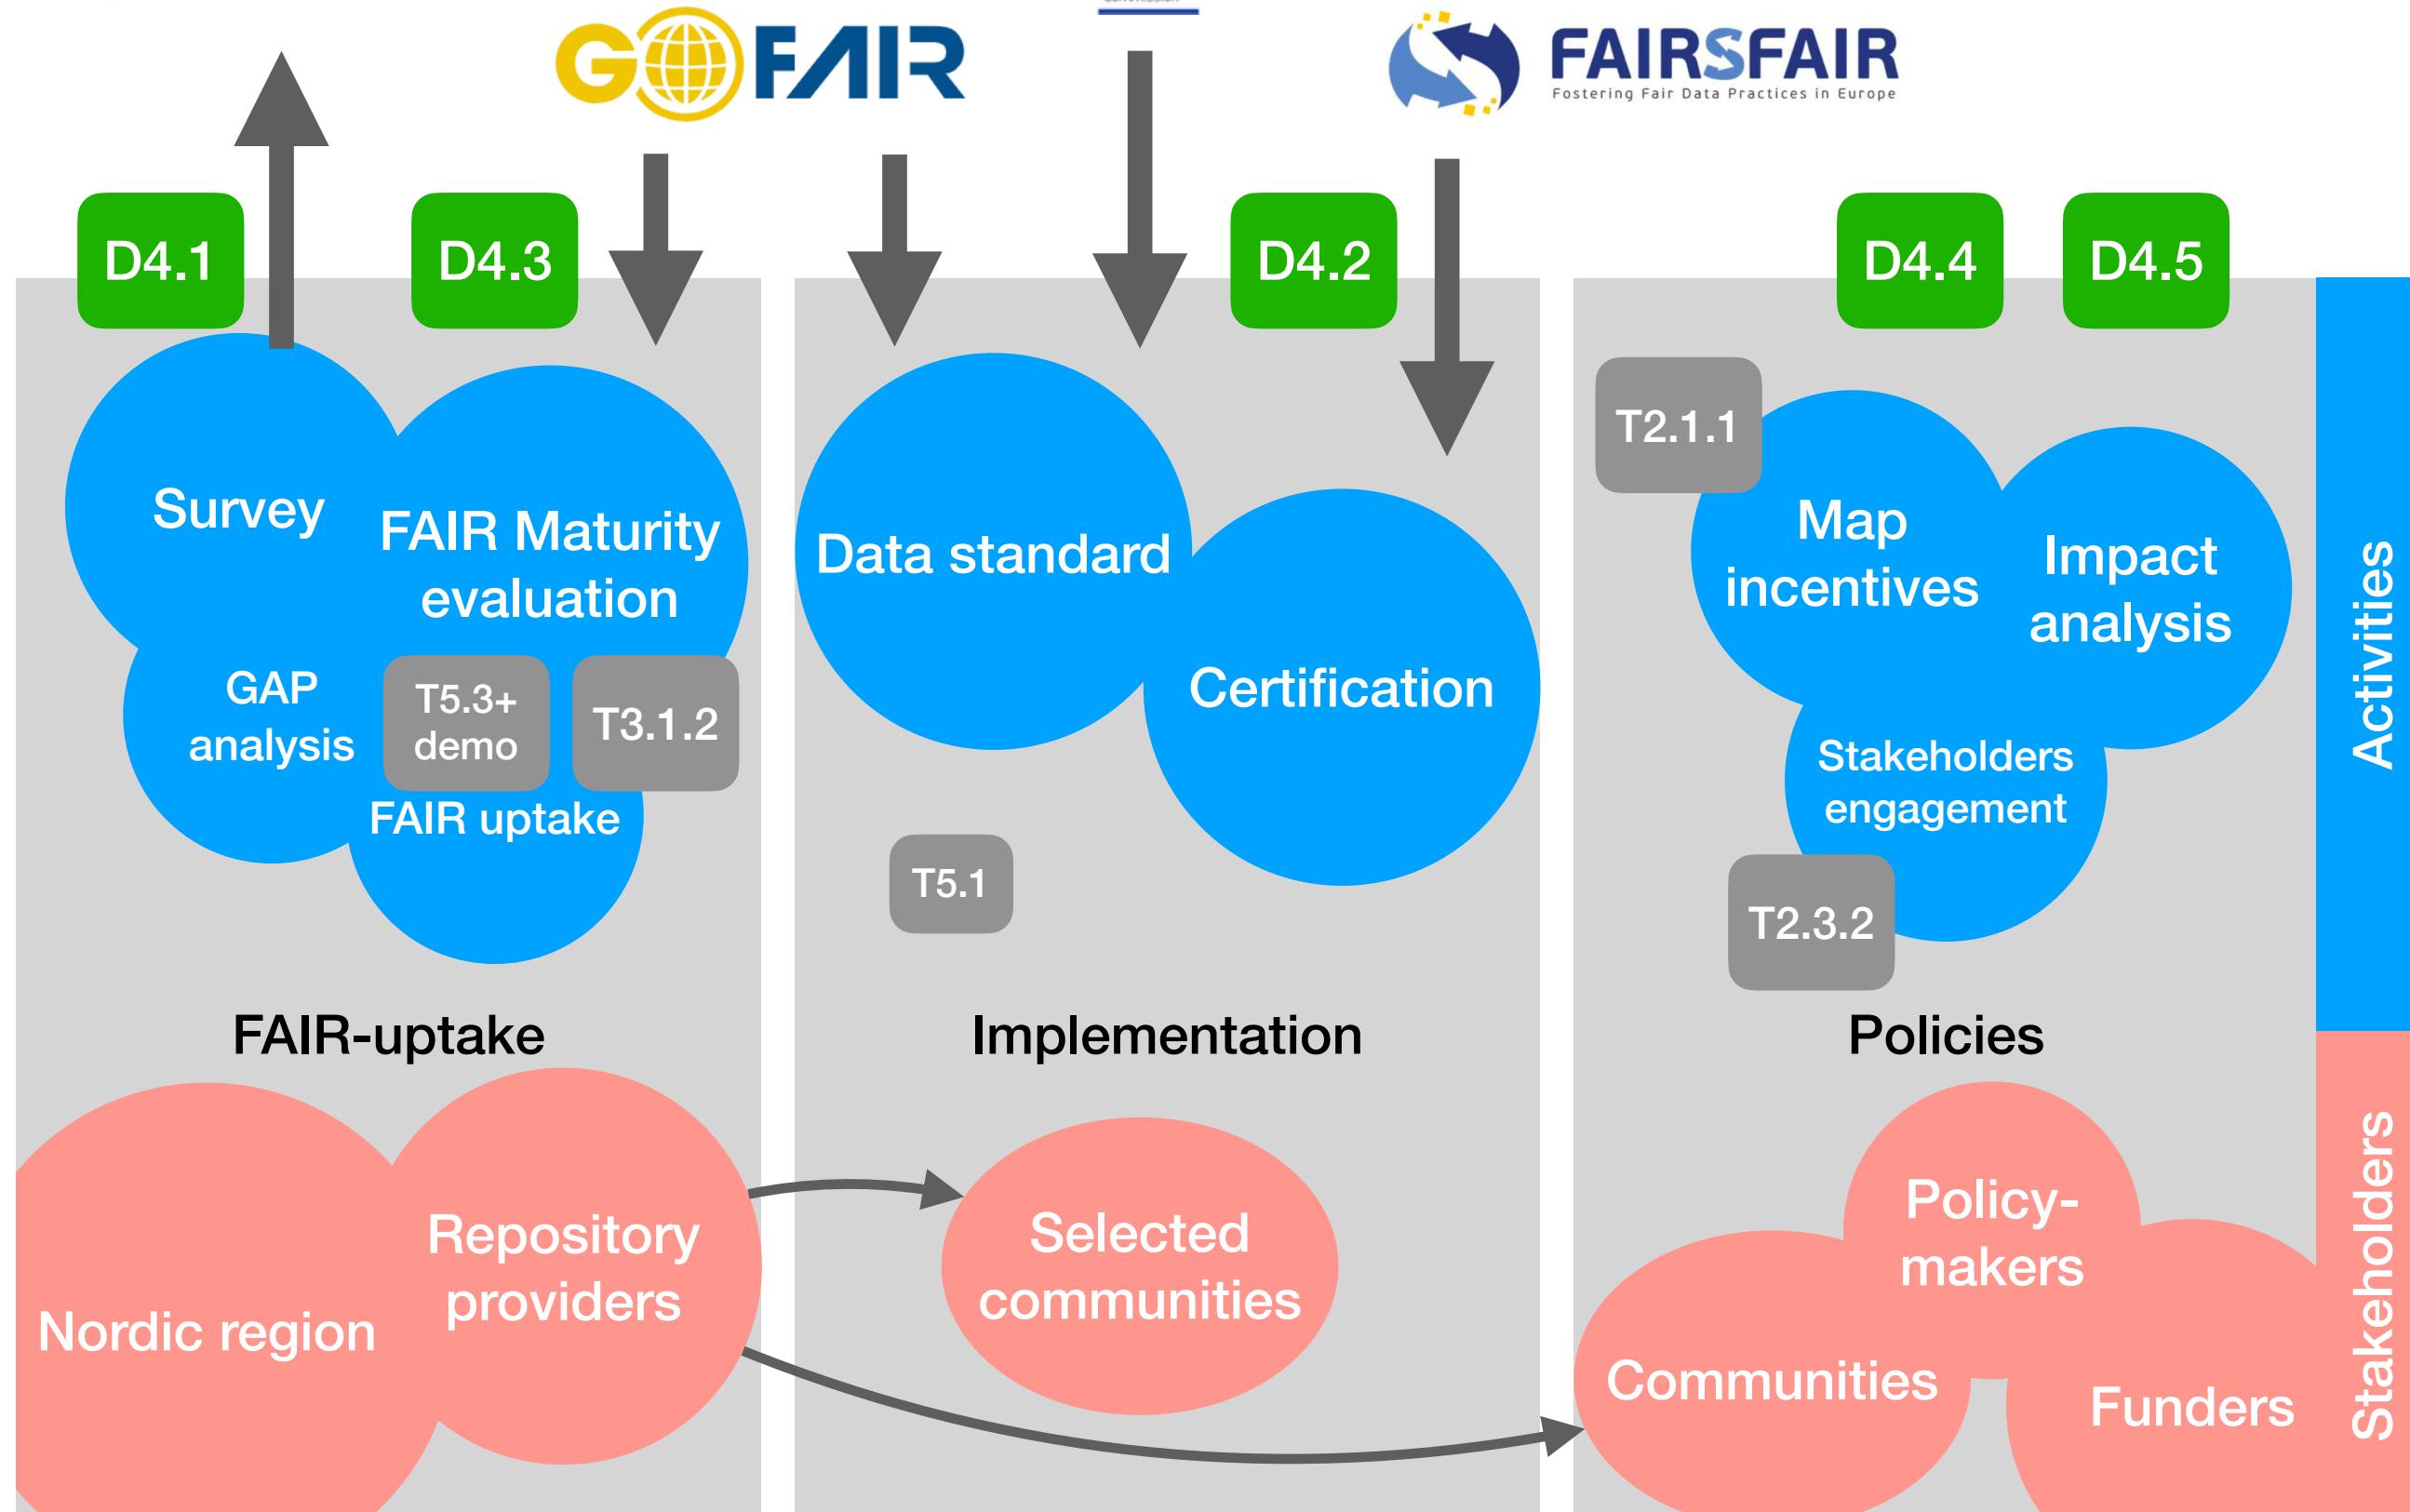 GO FAIR
FAIRSFAIR
Fostering Fair Data Practices in Europe
D4.1
D4.3
D4.2
D4.4
D4.5
Survey
FAIR Maturity
evaluation
GAP
analysis
T5.3+
demo
T3.1.2
FAIR uptake
Data standard
Certification
T5.1
T2.1.1
Map
incentives
Impact
analysis
Stakeholders
engagement
T2.3.2
Activities
FAIR-uptake
Implementation
Policies
Nordic region
Repository
providers
Selected
communities
Policy-
makers
Communities
Funders
Stakeholders